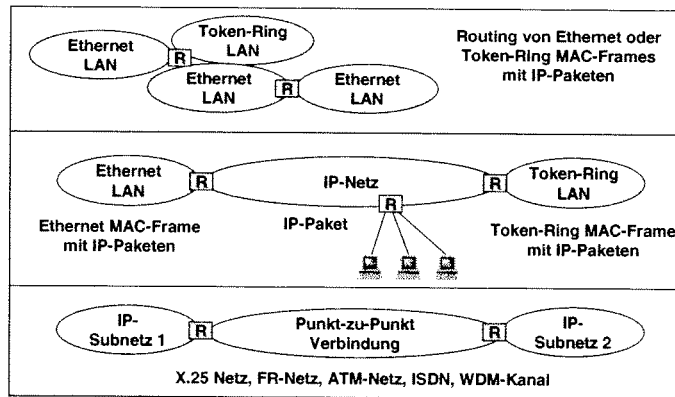 Ethernet
LAN
Token-Ring
LAN
R
Ethernet
LAN
R
Ethernet
LAN
Routing von Ethernet oder
Token-Ring MAC-Frames
mit IP-Paketen
Ethernet
LAN
R
IP-Netz
R
Token-Ring
LAN
R
IP-Paket
Ethernet MAC-Frame
mit IP-Paketen
Token-Ring MAC-Frame
mit IP-Paketen
IP-
Subnetz 1
R
Punkt-zu-Punkt
Verbindung
R
IP-
Subnetz 2
X.25 Netz, FR-Netz, ATM-Netz, ISDN, WDM-Kanal